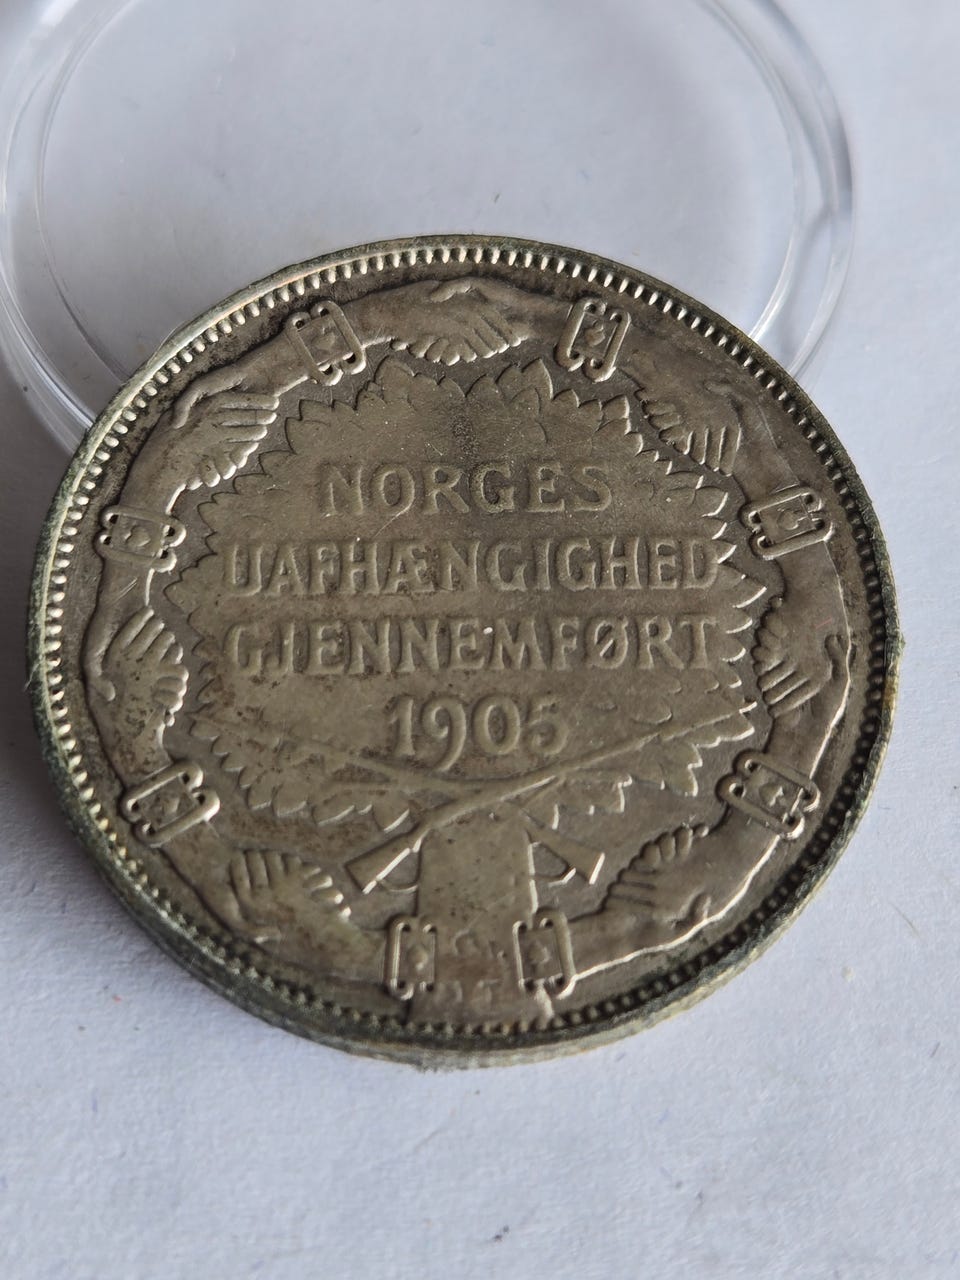 NORGES
UAFHÆNGIGHED
GJENNEMFØRT
1905